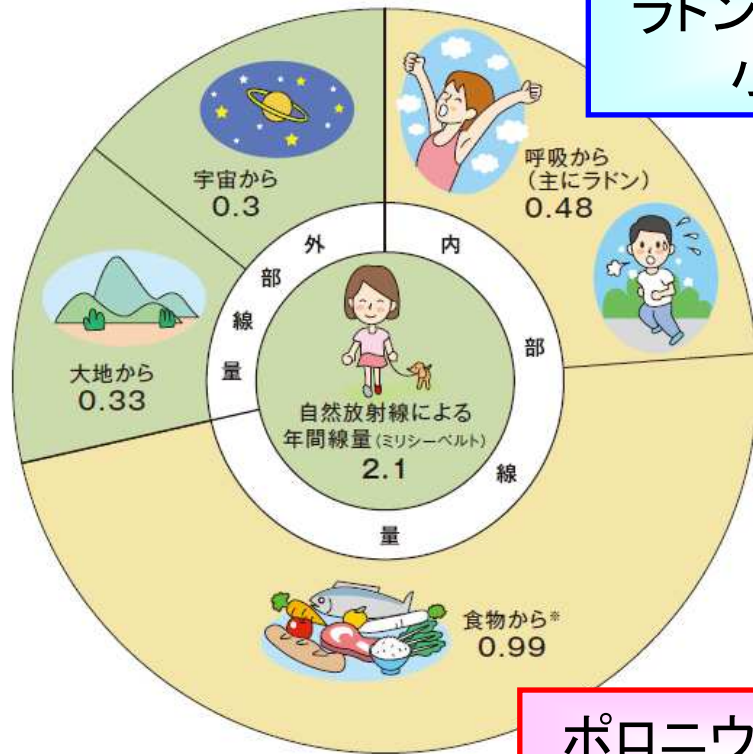 ラドン
宇宙から
0.3
呼吸から
(主にラドン)
0.48
大地から
0.33
外部線量
内部線量
自然放射線による
年間線量(ミリシーベルト)
2.1
食物から※
0.99
ポロニウ